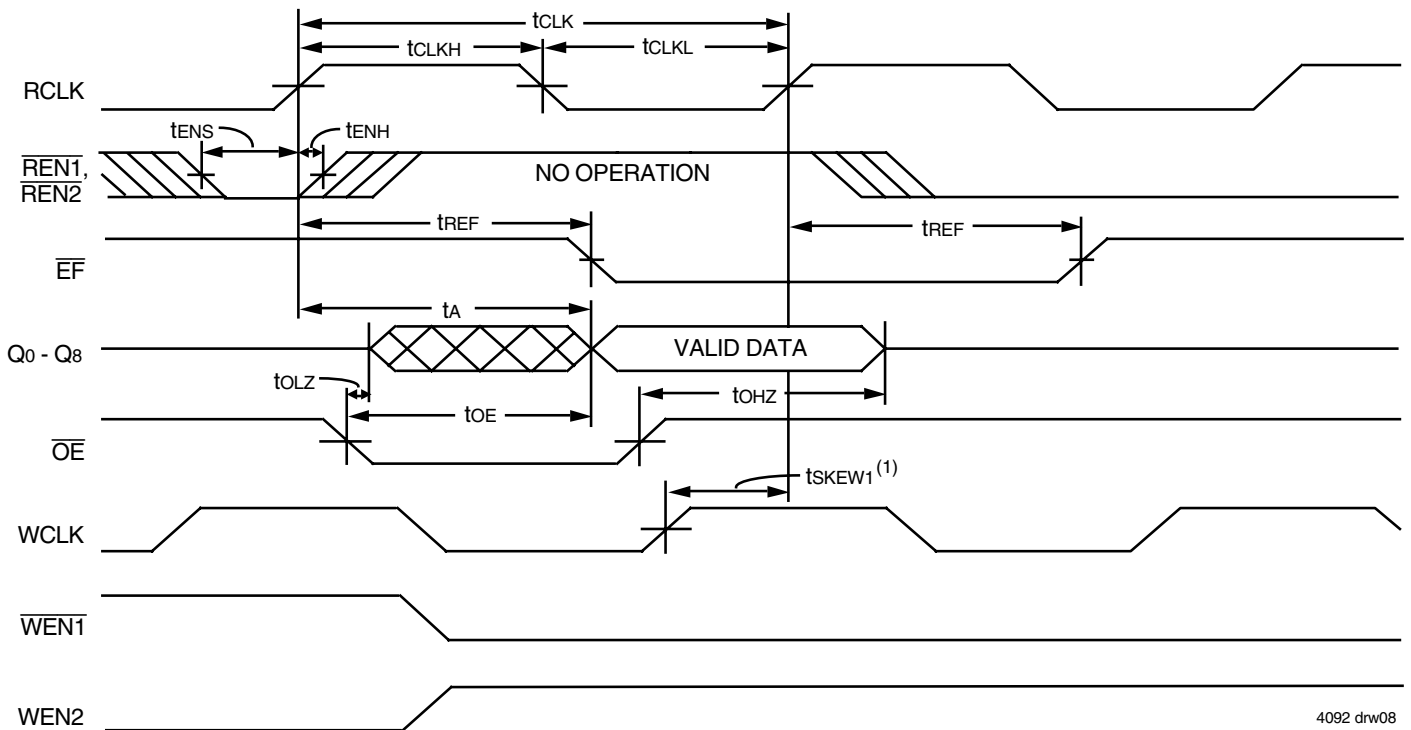 tCLK
tCLKH
tCLKL
RCLK
tENS
tENH
REN1,
REN2
NO OPERATION
tREF
tREF
EF
tA
Q0 - Q8
VALID DATA
tOLZ
tOE
tOHZ
OE
tSKEW1(1)
WCLK
WEN1
WEN2
4092 drw08